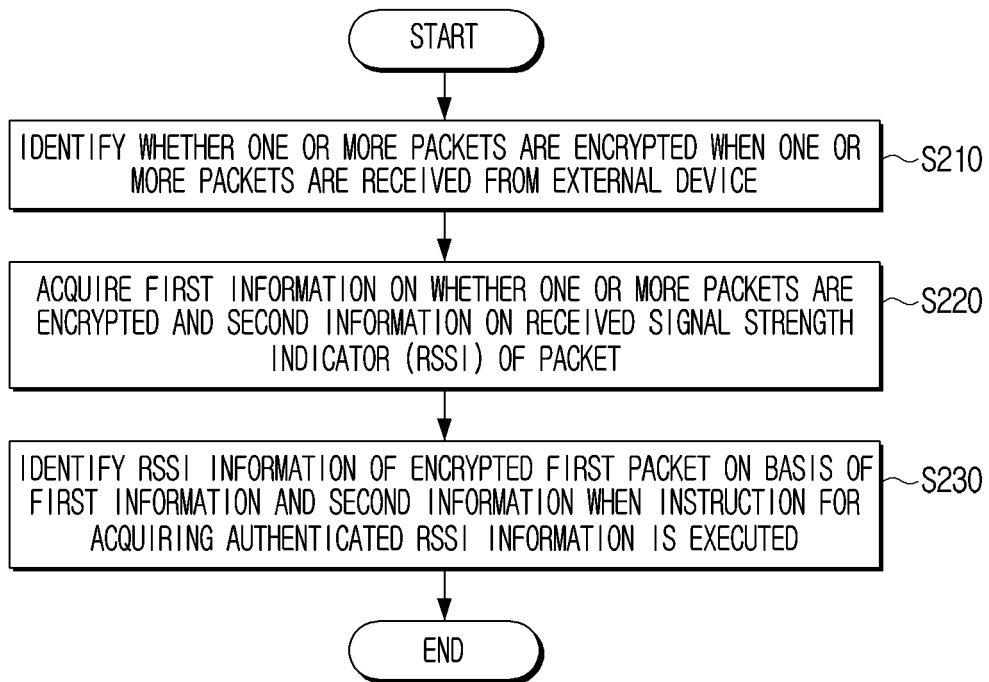 START
IDENTIFY WHETHER ONE OR MORE PACKETS ARE ENCRYPTED WHEN ONE OR
MORE PACKETS ARE RECEIVED FROM EXTERNAL DEVICE
S210
ACQUIRE FIRST INFORMATION ON WHETHER ONE OR MORE PACKETS ARE
ENCRYPTED AND SECOND INFORMATION ON RECEIVED SIGNAL STRENGTH
INDICATOR (RSSI) OF PACKET
S220
IDENTIFY RSSI INFORMATION OF ENCRYPTED FIRST PACKET ON BASIS OF
FIRST INFORMATION AND SECOND INFORMATION WHEN INSTRUCTION FOR
ACQUIRING AUTHENTICATED RSSI INFORMATION IS EXECUTED
S230
END